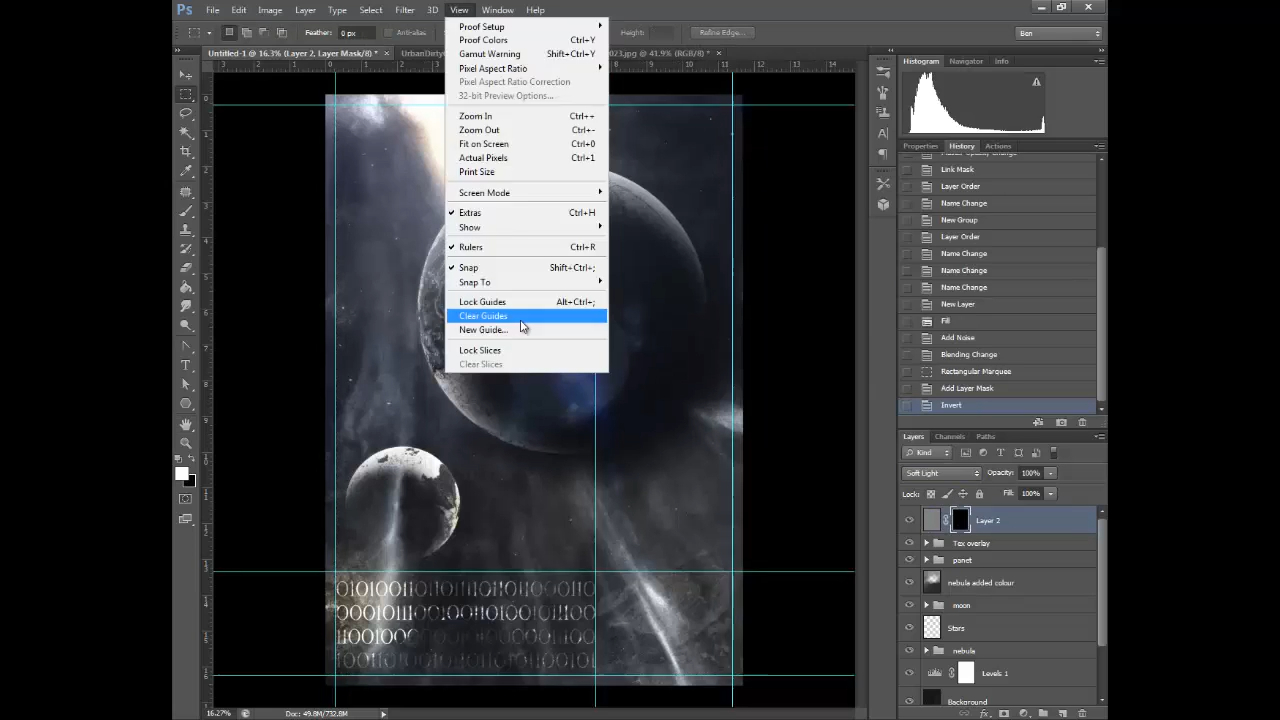 Ps File Edit Image Layer Type Select Filter 3D View Window Help
Feather: 0 px Anti-alias Height: Refine Edge... Ben
Untitled-1 @ 16.3% (Layer 2, Layer Mask/8) * × UrbanDirty 023.jpg @ 41.9% (RGB/8) * ×
Proof Setup
Proof Colors Ctrl+Y
Gamut Warning Shift+Ctrl+Y
Pixel Aspect Ratio
Pixel Aspect Ratio Correction
32-bit Preview Options...
Zoom In Ctrl++
Zoom Out Ctrl+-
Fit on Screen Ctrl+0
Actual Pixels Ctrl+1
Print Size
Screen Mode
Extras Ctrl+H
Show
Rulers Ctrl+R
Snap Shift+Ctrl+;
Snap To
Lock Guides Alt+Ctrl+;
Clear Guides
New Guide...
Lock Slices
Clear Slices
Histogram Navigator Info
Properties History Actions
Link Mask
Layer Order
Name Change
New Group
Layer Order
Name Change
Name Change
Name Change
New Layer
Fill
Add Noise
Blending Change
Rectangular Marquee
Add Layer Mask
Invert
Layers Channels Paths
Kind
Soft Light Opacity: 100%
Lock: Fill: 100%
Layer 2
Tex overlay
panet
nebula added colour
moon
Stars
nebula
Levels 1
Background
16.27% Doc: 49.8M/732.8M